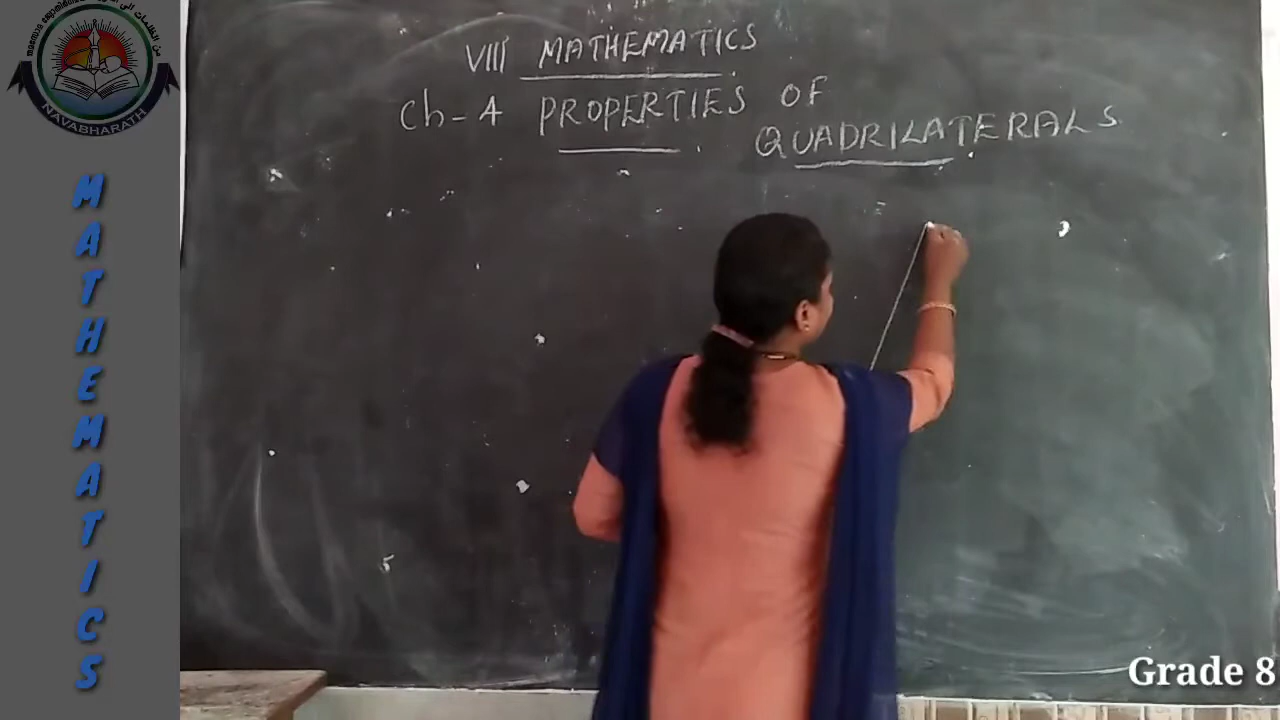 VIII MATHEMATICS
Ch-4 PROPERTIES OF
QUADRILATERALS
NAVABHARATH
MATHEMATICS
Grade 8